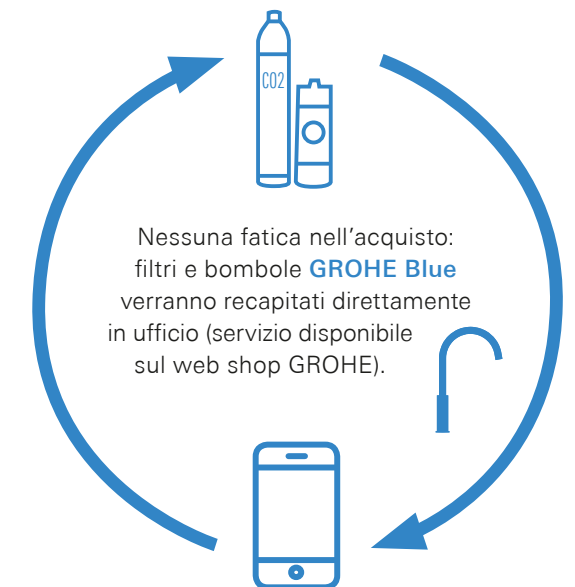 CO2
Nessuna fatica nell'acquisto:
filtri e bombole GROHE Blue
verranno recapitati direttamente
in ufficio (servizio disponibile
sul web shop GROHE).